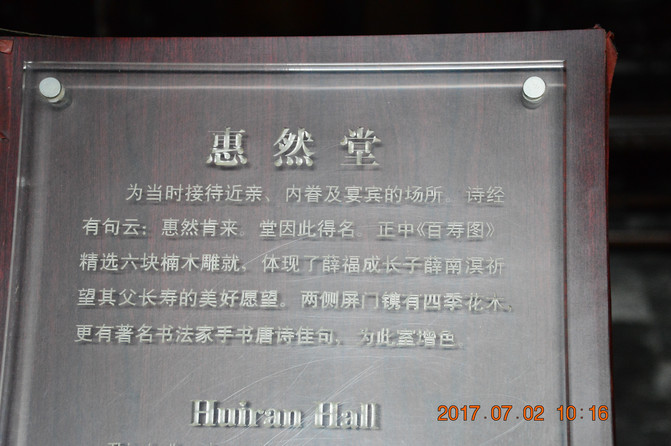 惠然堂
为当时接待近亲、内眷及宴宾的场所。诗经
有句云：惠然肯来。堂因此得名。正中《百寿图》
精选六块楠木雕就，体现了薛福成长子薛南溟祈
望其父长寿的美好愿望。两侧屏门镌有四季花木，
更有著名书法家手书唐诗佳句，为此室增色。
Huiran Hall
2017.07.02 10:16